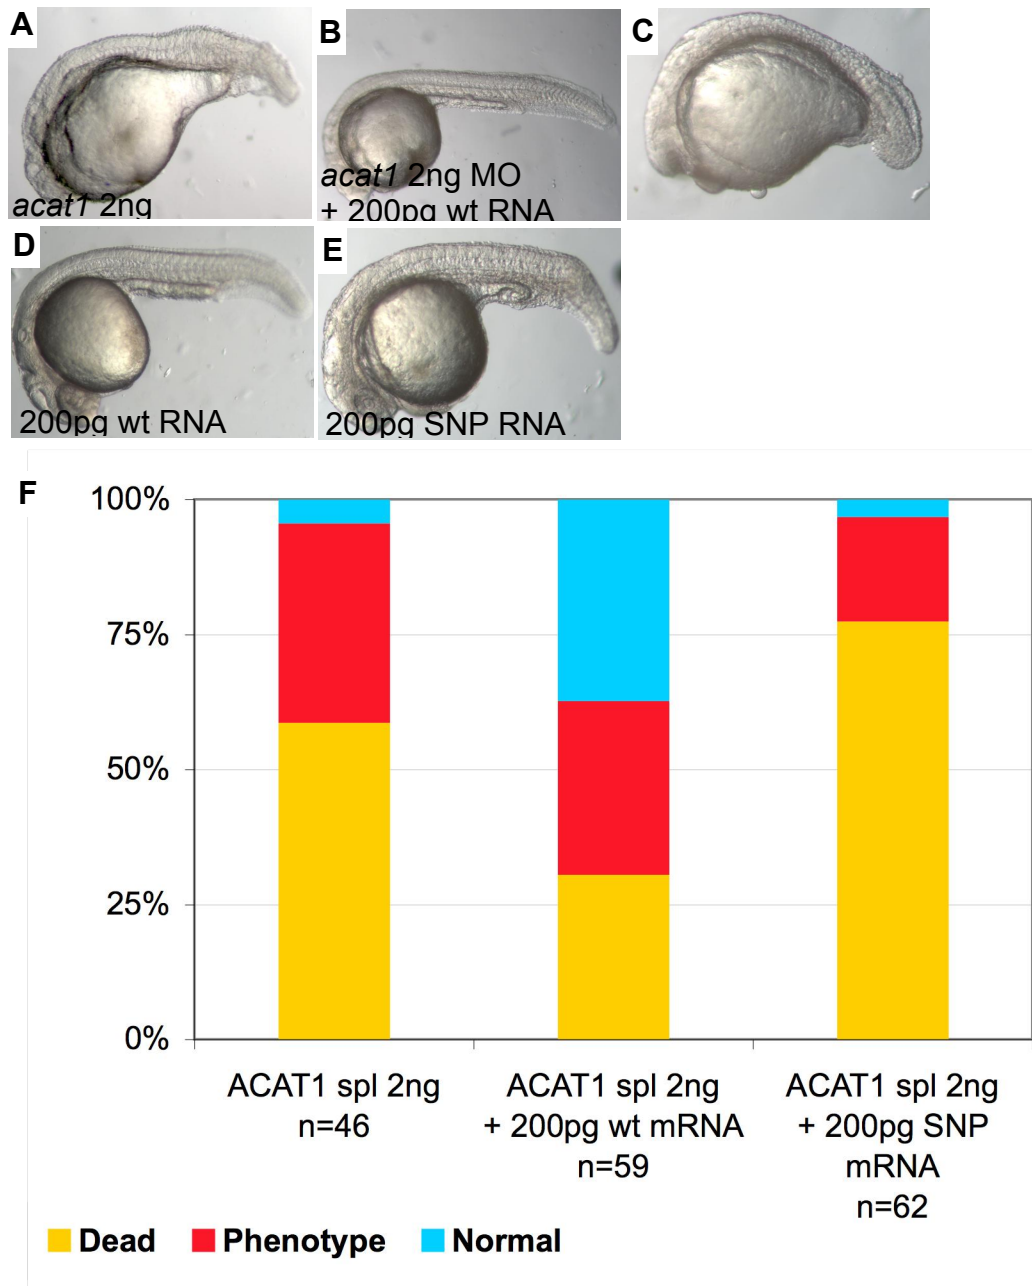 A
acat1 2ng
B
acat1 2ng MO
+ 200pg wt RNA
C
D
200pg wt RNA
E
200pg SNP RNA
F
100%
75%
50%
25%
0%
ACAT1 spl 2ng
n=46
ACAT1 spl 2ng
+ 200pg wt mRNA
n=59
ACAT1 spl 2ng
+ 200pg SNP
mRNA
n=62
Dead Phenotype Normal